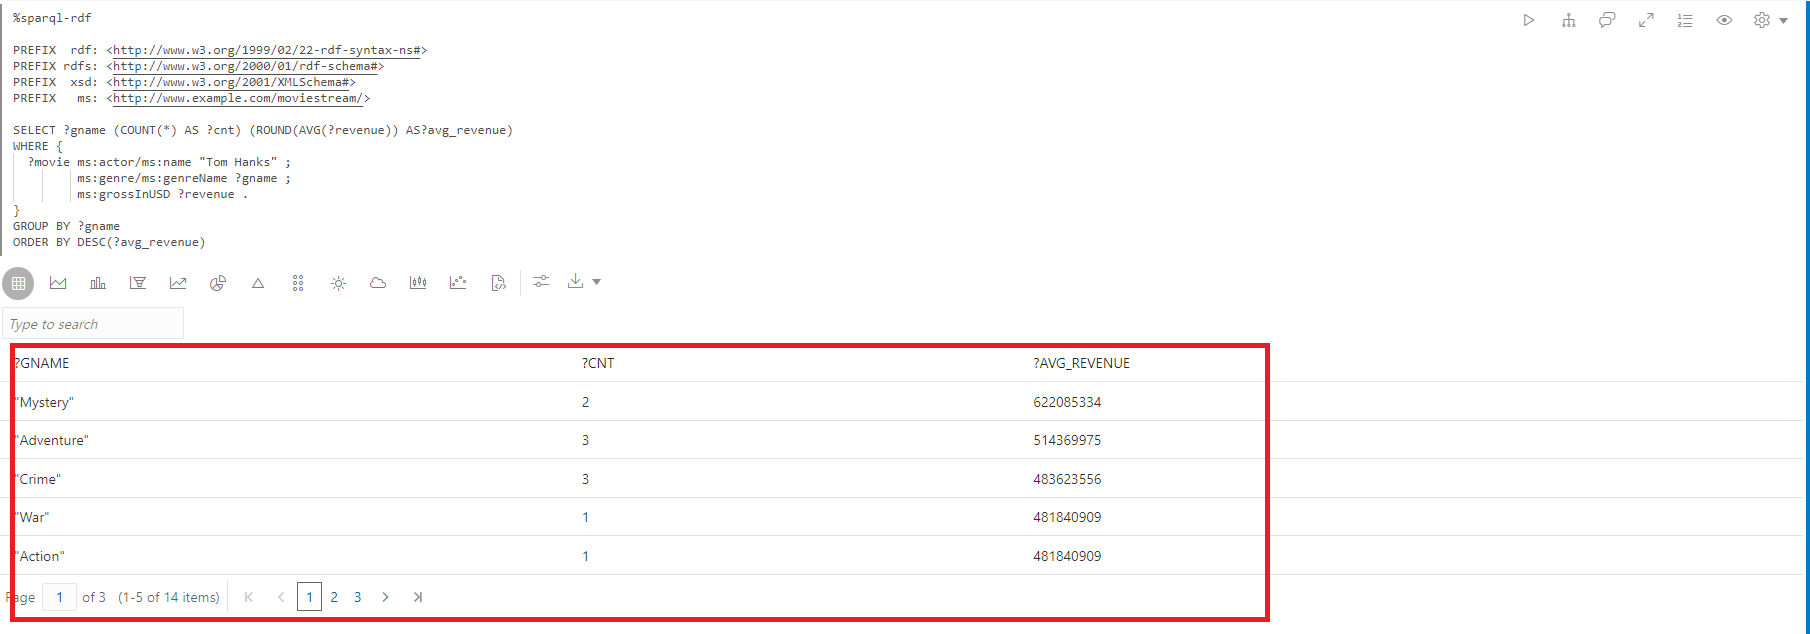 %sparql-rdf
PREFIX  rdf: <http://www.w3.org/1999/02/22-rdf-syntax-ns#>
PREFIX rdfs: <http://www.w3.org/2000/01/rdf-schema#>
PREFIX  xsd: <http://www.w3.org/2001/XMLSchema#>
PREFIX   ms: <http://www.example.com/moviestream/>
SELECT ?gname (COUNT(*) AS ?cnt) (ROUND(AVG(?revenue)) AS?avg_revenue)
WHERE {
  ?movie ms:actor/ms:name "Tom Hanks" ;
         ms:genre/ms:genreName ?gname ;
         ms:grossInUSD ?revenue .
}
GROUP BY ?gname
ORDER BY DESC(?avg_revenue)
Type to search
?GNAME ?CNT ?AVG_REVENUE
"Mystery" 2 622085334
"Adventure" 3 514369975
"Crime" 3 483623556
"War" 1 481840909
"Action" 1 481840909
Page 1 of 3 (1-5 of 14 items) 1 2 3